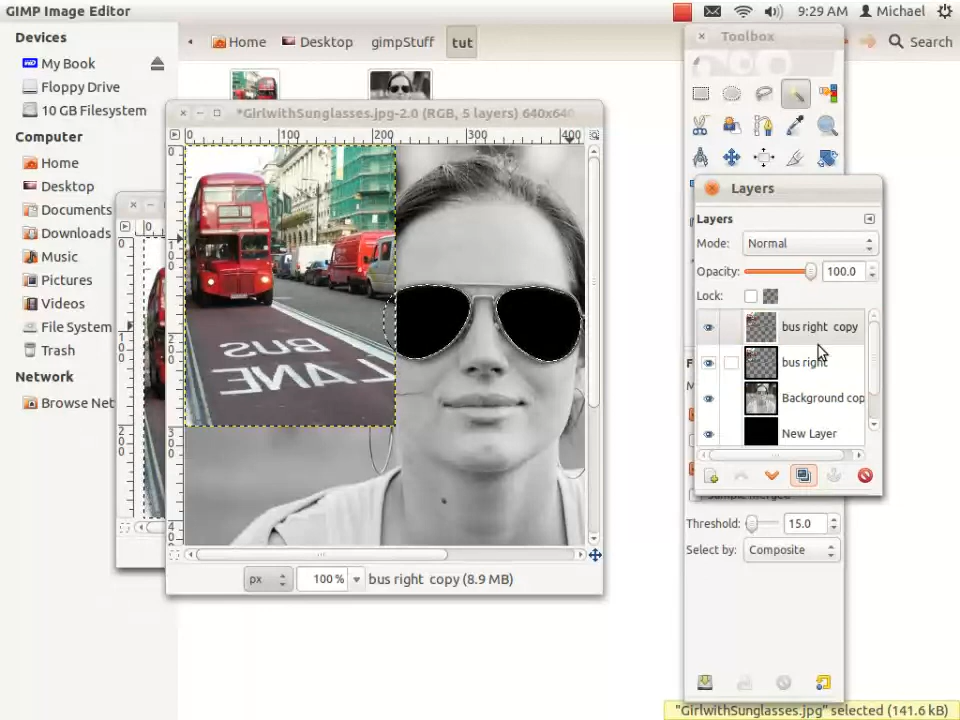 GIMP Image Editor
9:29 AM
Michael
Devices
My Book
Floppy Drive
10 GB Filesystem
Computer
Home
Desktop
Documents
Downloads
Music
Pictures
Videos
File System
Trash
Network
Browse Net
Home
Desktop
gimpStuff
tut
Search
*GirlwithSunglasses.jpg-2.0 (RGB, 5 layers) 640x640
0
100
200
300
400
BUS
LANE
px
100%
bus right copy (8.9 MB)
Toolbox
Layers
Layers
Mode:
Normal
Opacity:
100.0
Lock:
bus right copy
bus right
Background cop
New Layer
Threshold:
15.0
Select by:
Composite
"GirlwithSunglasses.jpg" selected (141.6 kB)